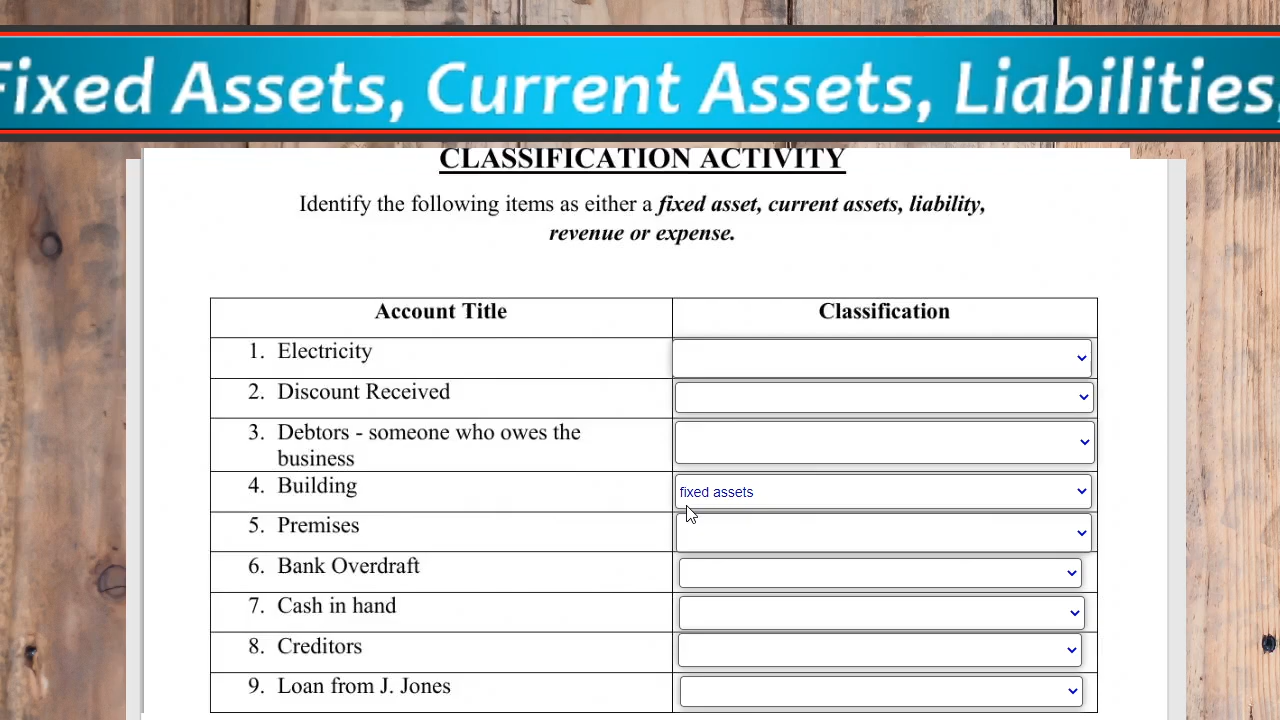 Fixed Assets, Current Assets, Liabilities,
CLASSIFICATION ACTIVITY
Identify the following items as either a fixed asset, current assets, liability,
revenue or expense.
Account Title Classification
1. Electricity
2. Discount Received
3. Debtors - someone who owes the
business
4. Building fixed assets
5. Premises
6. Bank Overdraft
7. Cash in hand
8. Creditors
9. Loan from J. Jones